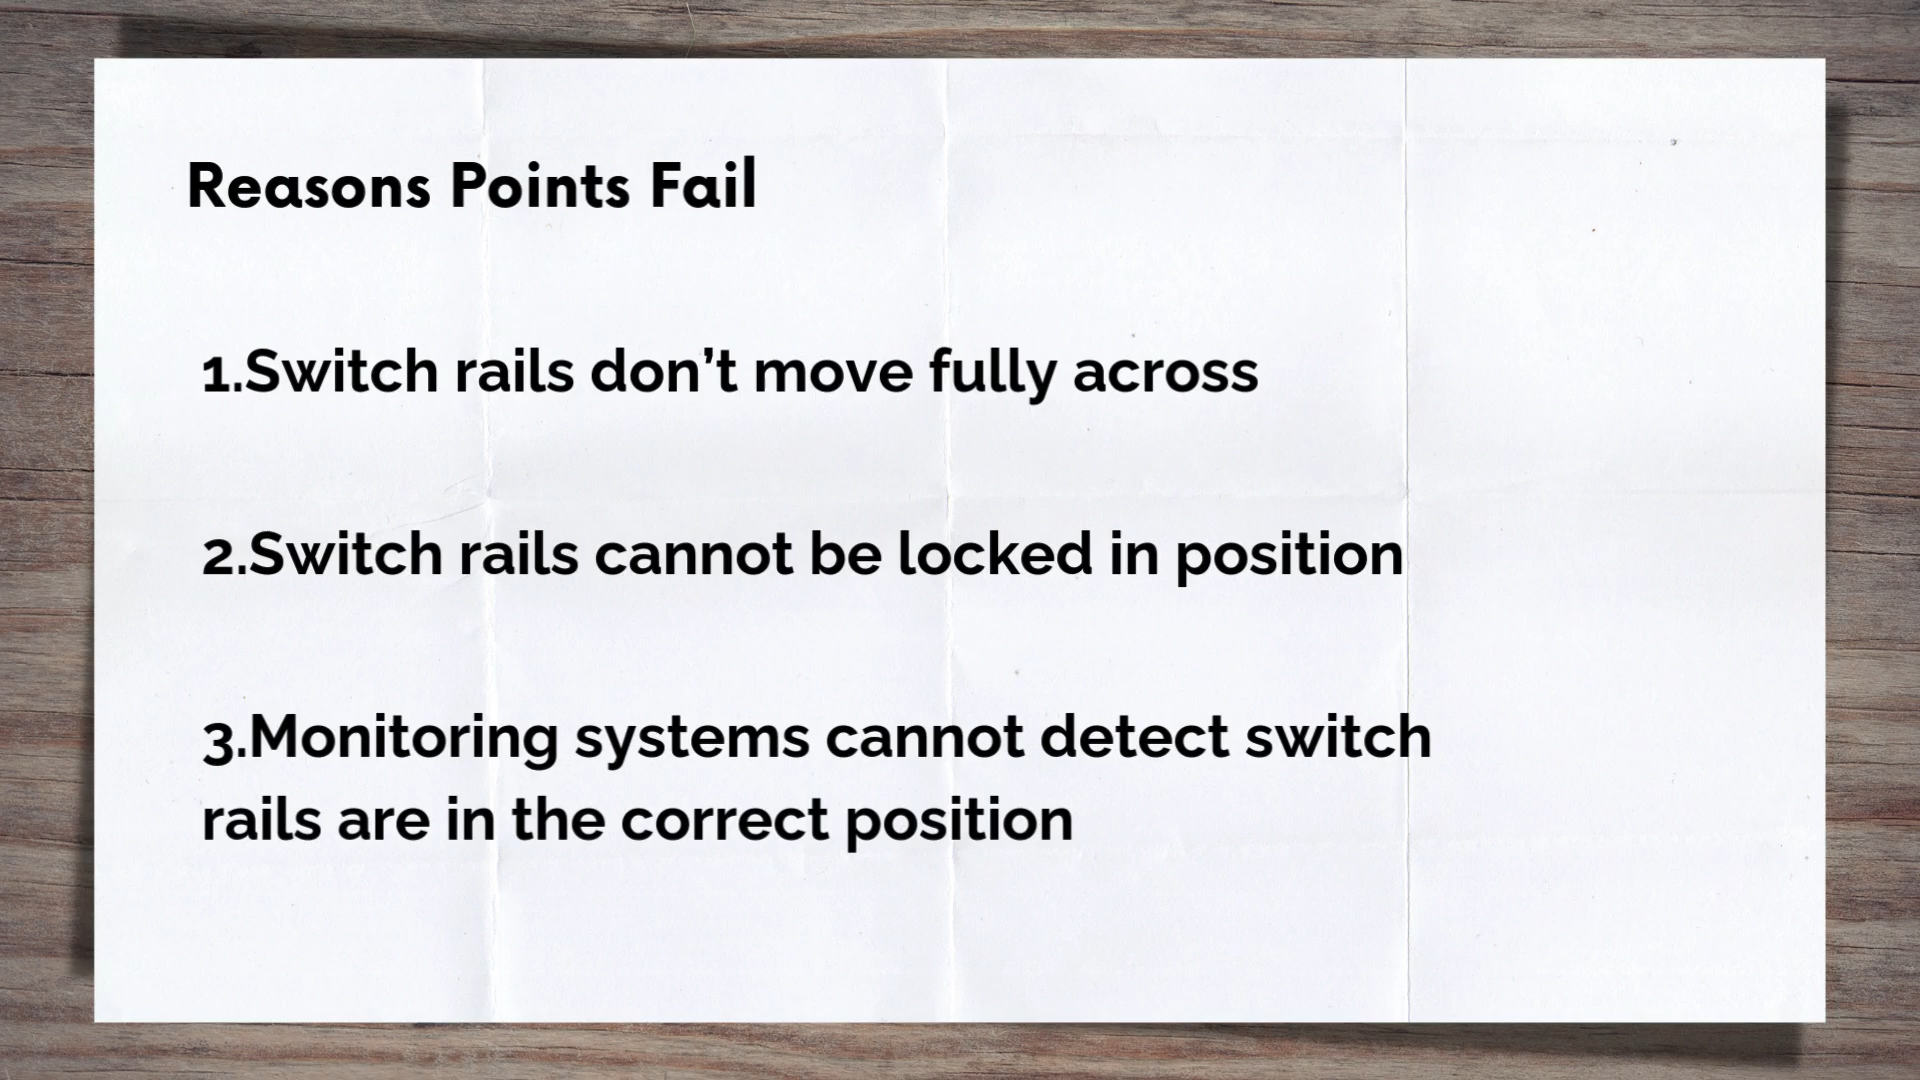 Reasons Points Fail
1.Switch rails don’t move fully across
2.Switch rails cannot be locked in position
3.Monitoring systems cannot detect switch
rails are in the correct position